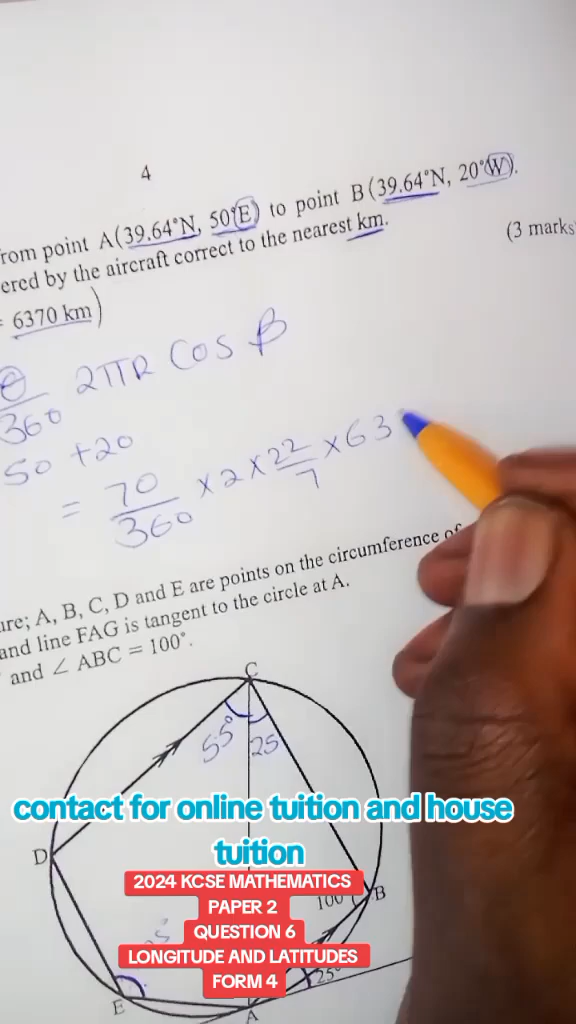 4
from point A(39.64°N, 50°E) to point B(39.64°N, 20°W).
ered by the aircraft correct to the nearest km.
(3 marks
= 6370 km)
θ/360 2πR Cos β
50 + 20
= 70/360 × 2 × 22/7 × 63
ure; A, B, C, D and E are points on the circumference of
and line FAG is tangent to the circle at A.
and ∠ ABC = 100°.
C
55° 25
contact for online tuition and house
tuition
D
2024 KCSE MATHEMATICS
PAPER 2
100 B
QUESTION 6
LONGITUDE AND LATITUDES
FORM 4
25°
E
A